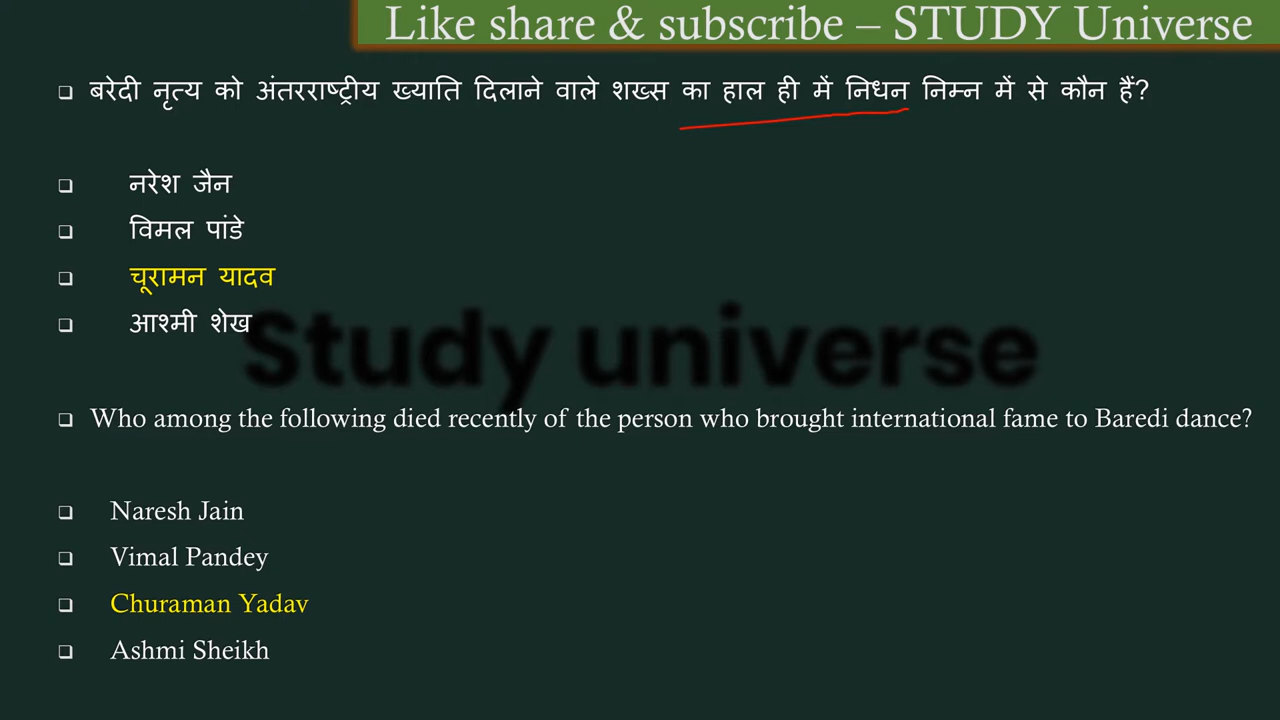 Like share & subscribe – STUDY Universe
❑ बरेदी नृत्य को अंतरराष्ट्रीय ख्याति दिलाने वाले शख्स का हाल ही में निधन निम्न में से कौन हैं?
❑ नरेश जैन
❑ विमल पांडे
❑ चूरामन यादव
❑ आश्मी शेख
Study universe
❑ Who among the following died recently of the person who brought international fame to Baredi dance?
❑ Naresh Jain
❑ Vimal Pandey
❑ Churaman Yadav
❑ Ashmi Sheikh